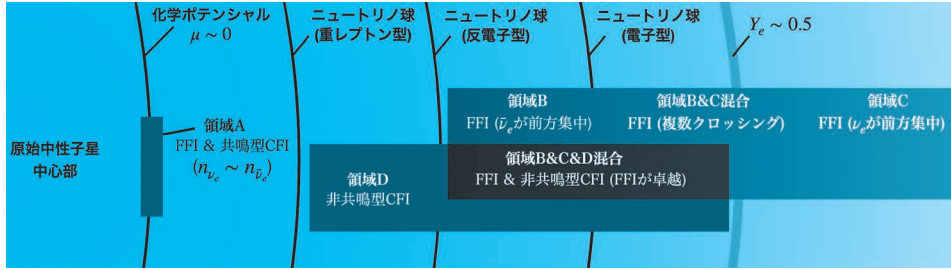 化学ポテンシャル
μ ~ 0
ニュートリノ球
(重レプトン型)
ニュートリノ球
(反電子型)
ニュートリノ球
(電子型)
Yₑ ~ 0.5
原始中性子星
中心部
領域A
FFI & 共鳴型CFI
(n_{νₑ} ~ n_{ν̄ₑ})
領域D
非共鳴型CFI
領域B
FFI (ν̄ₑが前方集中)
領域B&C混合
FFI (複数クロッシング)
領域C
FFI (νₑが前方集中)
領域B&C&D混合
FFI & 非共鳴型CFI (FFIが卓越)